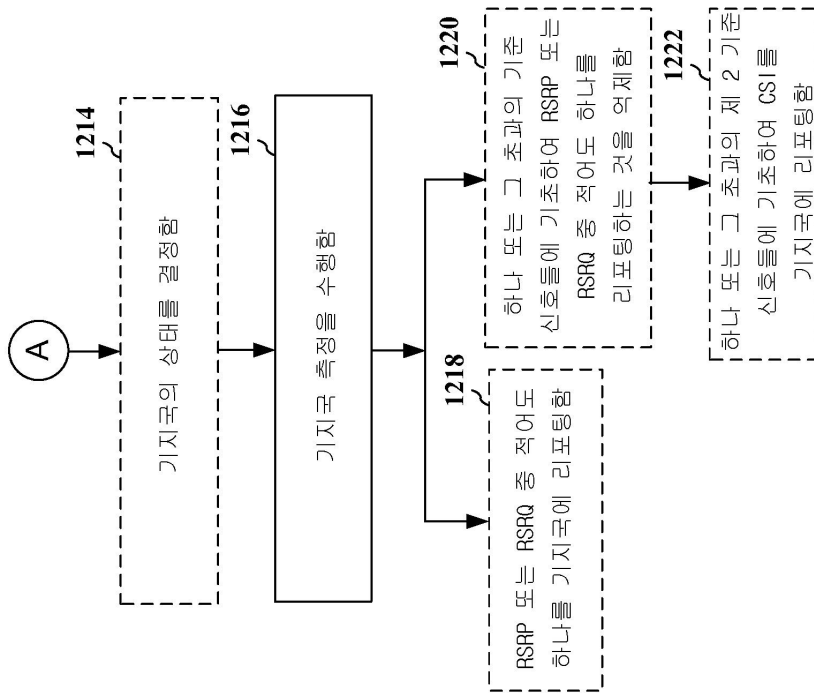 A
1214
기지국의 상태를 결정함
1216
기지국 측정을 수행함
1218
RSRP 또는 RSRQ 중 적어도
하나를 기지국에 리포팅함
1220
하나 또는 그 초과의 기준
신호들에 기초하여 RSRP 또는
RSRQ 중 적어도 하나를
리포팅하는 것을 억제함
1222
하나 또는 그 초과의 제 2 기준
신호들에 기초하여 CSI를
기지국에 리포팅함